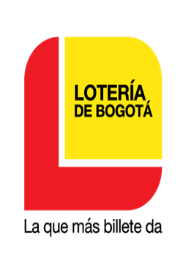 LOTERÍA
DE BOGOTÁ
La que más billete da